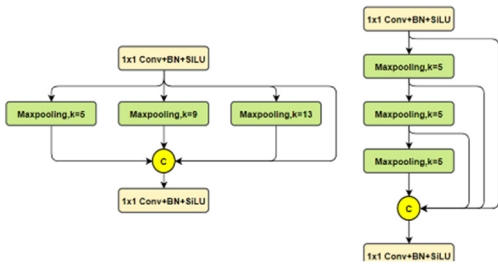 1x1 Conv+BN+SiLU
Maxpooling,k=5
Maxpooling,k=9
Maxpooling,k=13
C
1x1 Conv+BN+SiLU
1x1 Conv+BN+SiLU
Maxpooling,k=5
Maxpooling,k=5
Maxpooling,k=5
C
1x1 Conv+BN+SiLU